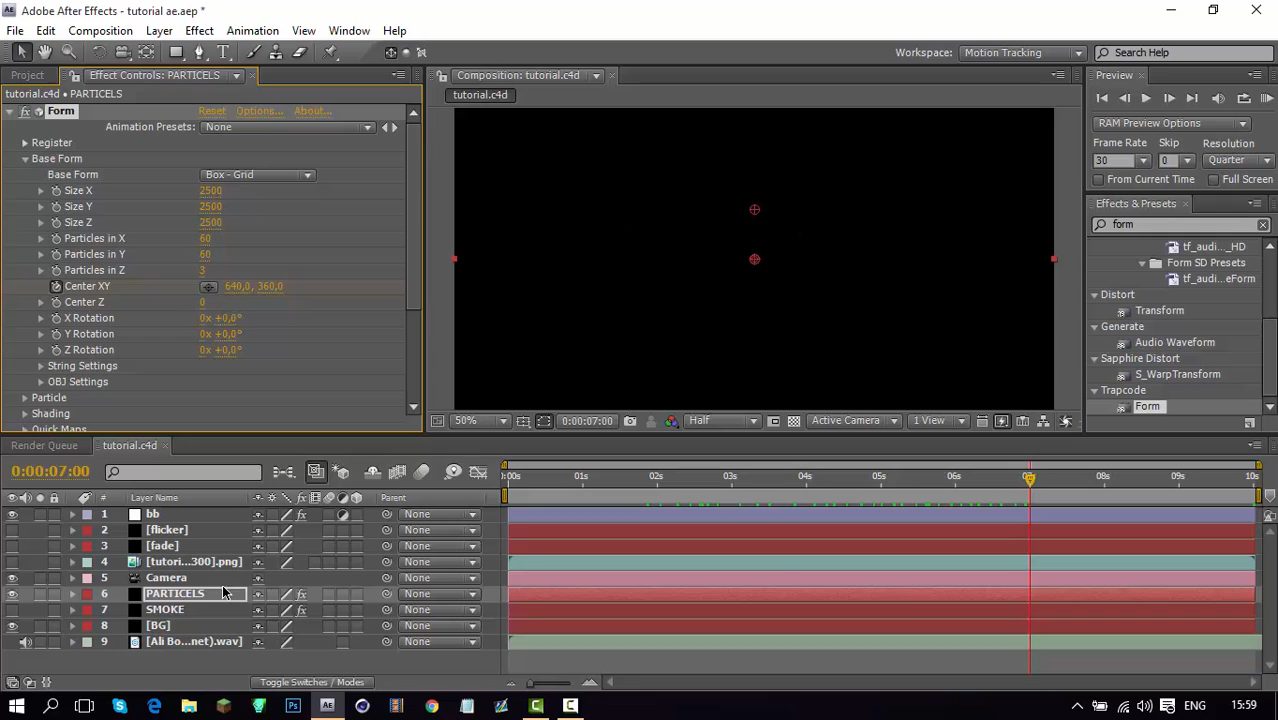 Adobe After Effects - tutorial ae.aep *
File Edit Composition Layer Effect Animation View Window Help
Workspace: Motion Tracking Search Help
Project Effect Controls: PARTICELS Composition: tutorial.c4d Preview
tutorial.c4d • PARTICELS tutorial.c4d
Form Reset Options... About...
Animation Presets: None RAM Preview Options
Register Frame Rate Skip Resolution
Base Form 30 0 Quarter
Base Form Box - Grid From Current Time Full Screen
Size X 2500
Size Y 2500 Effects & Presets
Size Z 2500 form
Particles in X 60 tf_audi..._HD
Particles in Y 60 Form SD Presets
Particles in Z 3 tf_audi...eForm
Center XY 640,0, 360,0 Distort
Center Z 0 Transform
X Rotation 0x +0,0° Generate
Y Rotation 0x +0,0° Audio Waveform
Z Rotation 0x +0,0° Sapphire Distort
String Settings S_WarpTransform
OBJ Settings Trapcode
Particle Form
Shading 50% 0:00:07:00 Half Active Camera 1 View
Quick Maps
Render Queue tutorial.c4d
0:00:07:00 :00s 01s 02s 03s 04s 05s 06s 08s 09s 10s
# Layer Name Parent
1 bb None
2 [flicker] None
3 [fade] None
4 [tutori...300].png] None
5 Camera None
6 PARTICELS None
7 SMOKE None
8 [BG] None
9 [Ali Bo...net).wav] None
Toggle Switches / Modes
AE Ps Ae ENG 15:59